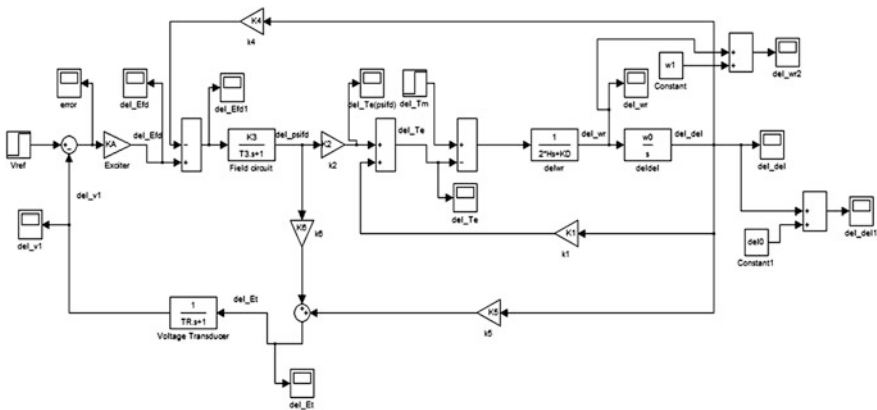 K4
k4
error
del_Efd
del_Efd1
del_Te(psifd)
del_Tm
del_wr
w1
Constant
del_wr2
+
+
Vref
+
−
KA
Exciter
del_Efd
−
+
K3
T3.s+1
Field circuit
del_psifd
K2
k2
+
+
del_Te
+
−
1
2*Hs+KD
delwr
del_wr
w0
s
deldel
del_del
del_del
del_v1
del_v1
K6
k6
del_Te
K1
k1
del0
Constant1
+
+
del_del1
1
TR.s+1
Voltage Transducer
del_Et
+
+
K5
k5
del_Et